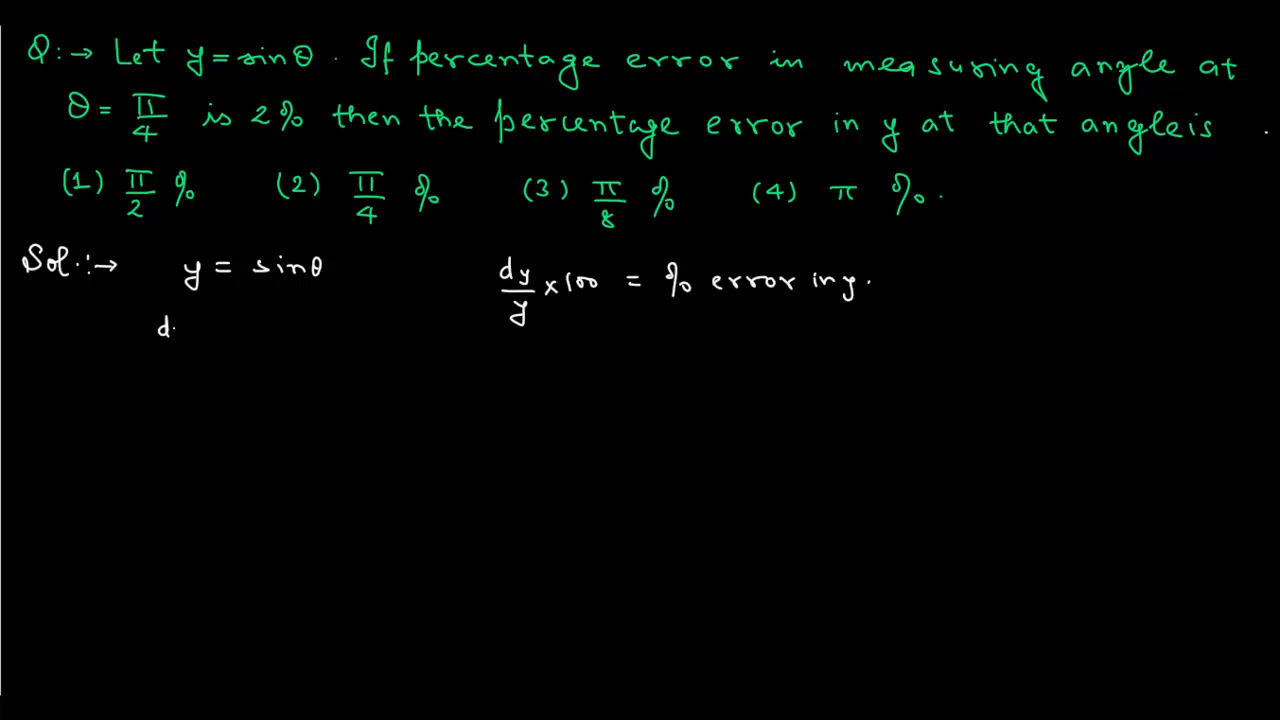 Q:→ Let y = sinθ . If percentage error in measuring angle at
θ = π/4 is 2% then the percentage error in y at that angle is .
(1) π/2 % (2) π/4 % (3) π/8 % (4) π %.
Sol.:→ y = sinθ dy/y × 100 = % error in y.
d.